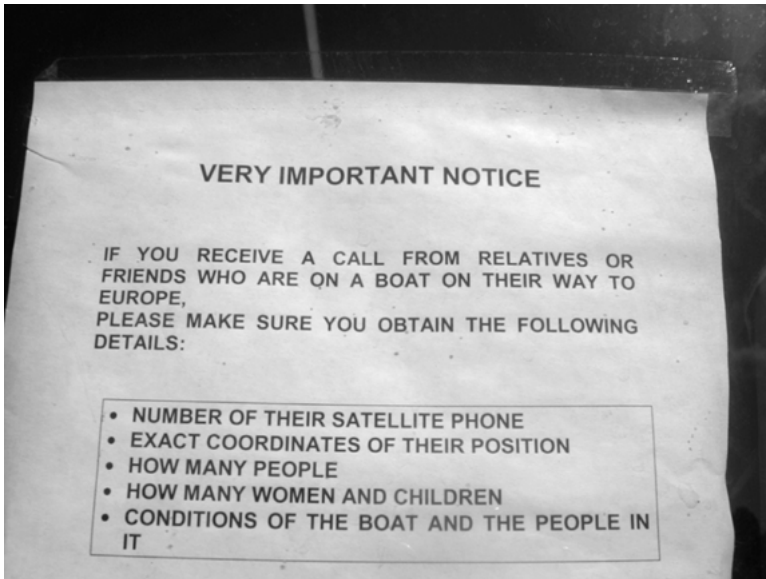 VERY IMPORTANT NOTICE
IF YOU RECEIVE A CALL FROM RELATIVES OR
FRIENDS WHO ARE ON A BOAT ON THEIR WAY TO
EUROPE,
PLEASE MAKE SURE YOU OBTAIN THE FOLLOWING
DETAILS:
• NUMBER OF THEIR SATELLITE PHONE
• EXACT COORDINATES OF THEIR POSITION
• HOW MANY PEOPLE
• HOW MANY WOMEN AND CHILDREN
• CONDITIONS OF THE BOAT AND THE PEOPLE IN
IT